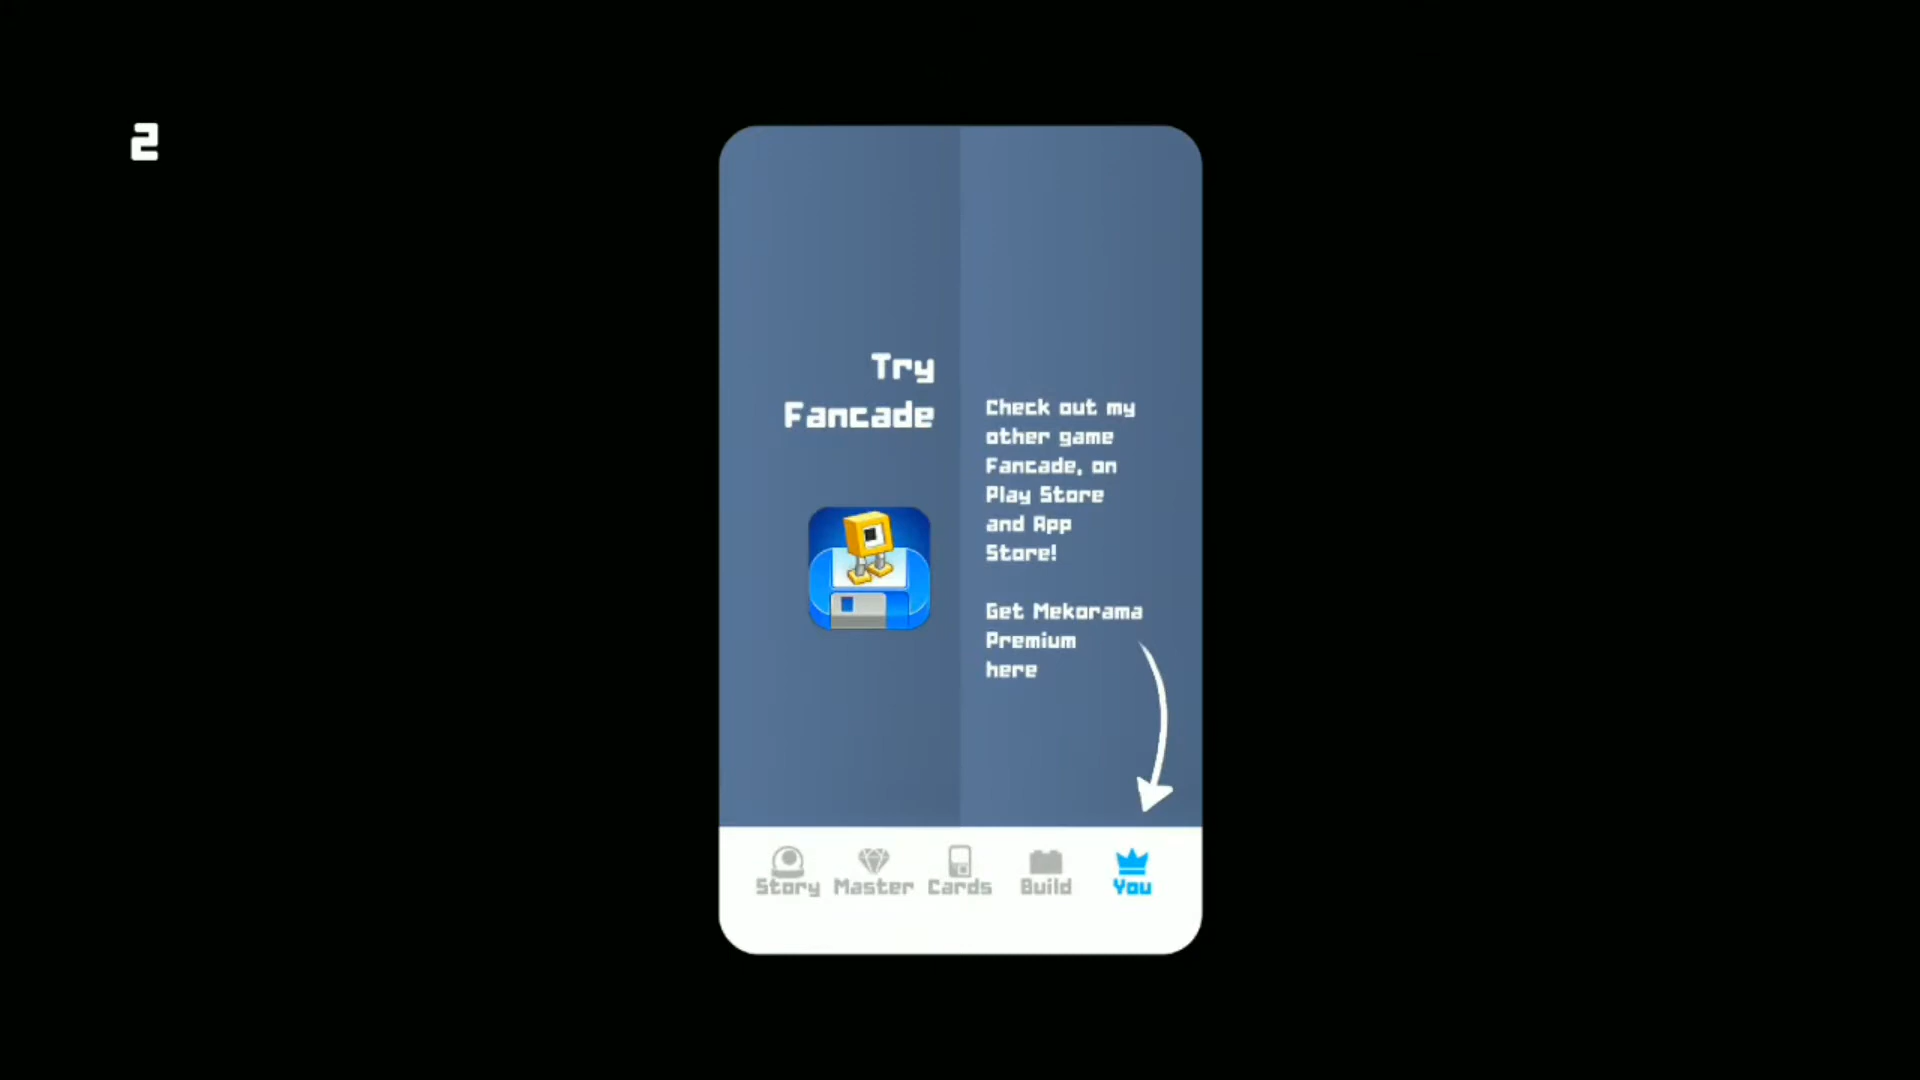 2
Try
Fancade
Check out my
other game
Fancade, on
Play Store
and App
Store!
Get Mekorama
Premium
here
Story Master Cards Build You